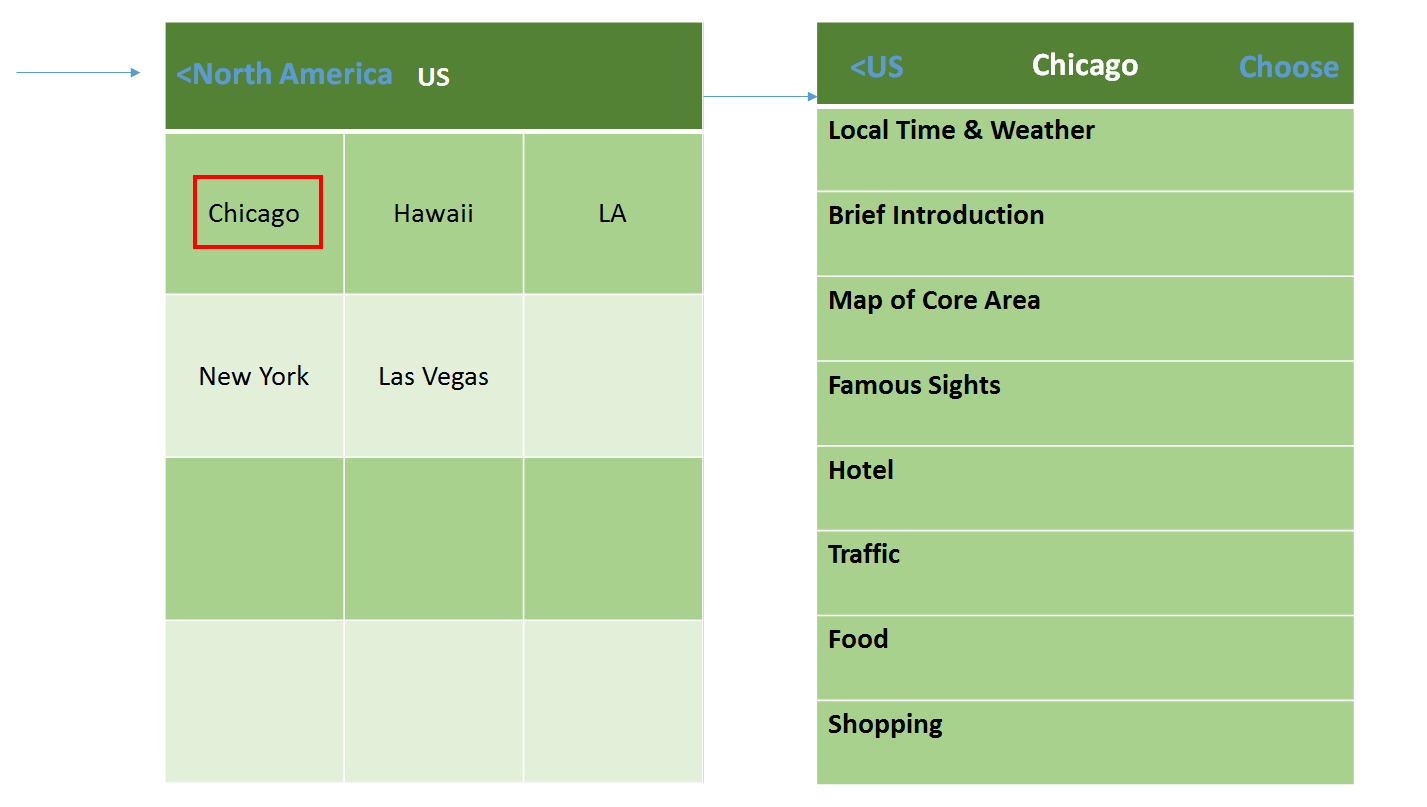 <North America US
Chicago Hawaii LA
New York Las Vegas
<US Chicago Choose
Local Time & Weather
Brief Introduction
Map of Core Area
Famous Sights
Hotel
Traffic
Food
Shopping